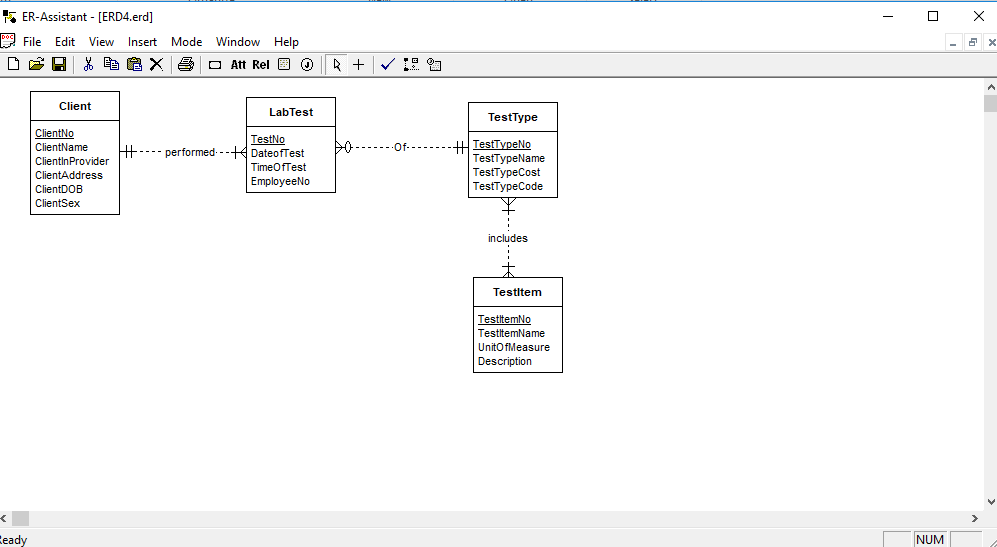 ER-Assistant - [ERD4.erd]
File Edit View Insert Mode Window Help
Att Rel
Client
ClientNo
ClientName
ClientInProvider
ClientAddress
ClientDOB
ClientSex
performed
LabTest
TestNo
DateofTest
TimeOfTest
EmployeeNo
Of
TestType
TestTypeNo
TestTypeName
TestTypeCost
TestTypeCode
includes
TestItem
TestItemNo
TestItemName
UnitOfMeasure
Description
Ready
NUM